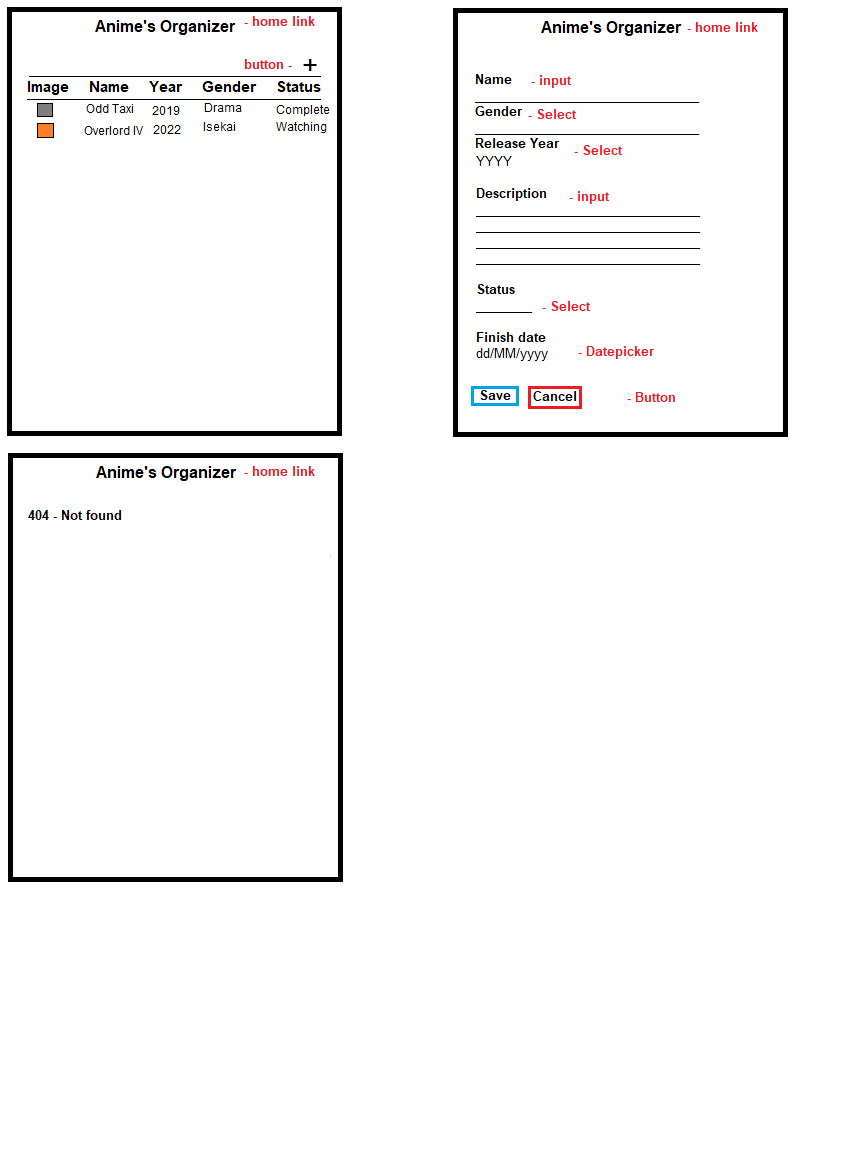 Anime's Organizer - home link
button - +
Image Name Year Gender Status
Odd Taxi 2019 Drama Complete
Overlord IV 2022 Isekai Watching
Anime's Organizer - home link
Name - input
Gender - Select
Release Year - Select
YYYY
Description - input
Status
- Select
Finish date
dd/MM/yyyy - Datepicker
Save Cancel - Button
Anime's Organizer - home link
404 - Not found